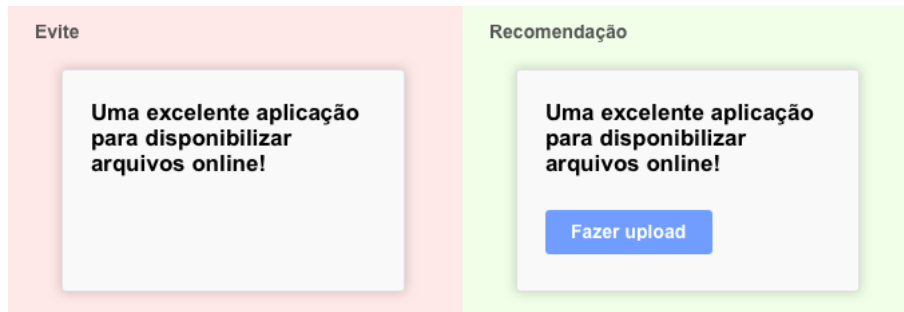 Evite
Uma excelente aplicação
para disponibilizar
arquivos online!
Recomendação
Uma excelente aplicação
para disponibilizar
arquivos online!
Fazer upload